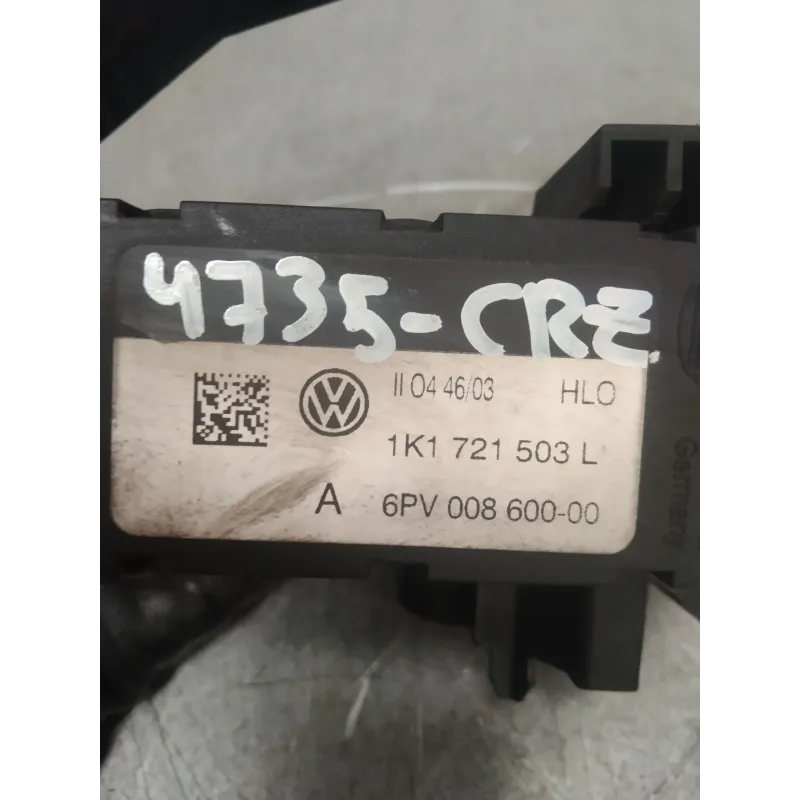 4735-CRZ
II 04 46/03 HLO
1K1 721 503 L
A 6PV 008 600-00
Germany